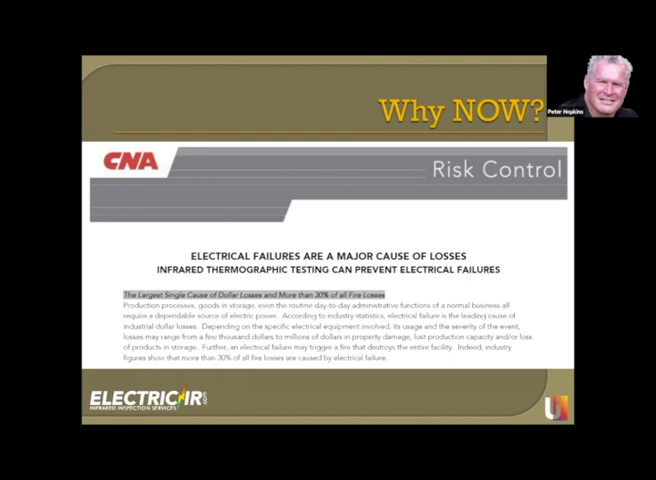 Why NOW?
Peter Hopkins
CNA
Risk Control
ELECTRICAL FAILURES ARE A MAJOR CAUSE OF LOSSES
INFRARED THERMOGRAPHIC TESTING CAN PREVENT ELECTRICAL FAILURES
The Largest Single Cause of Dollar Losses and More than 30% of all Fire Losses
Production processes, goods in storage, even the routine day-to-day administrative functions of a normal business all
require a dependable source of electric power. According to industry statistics, electrical failure is the leading cause of
industrial dollar losses. Depending on the specific electrical equipment involved, its usage and the severity of the event,
losses may range from a few thousand dollars to millions of dollars in property damage, lost production capacity and/or loss
of products in storage. Further, an electrical failure may trigger a fire that destroys the entire facility. Indeed, industry
figures show that more than 30% of all fire losses are caused by electrical failure.
ELECTRIC IR.com
INFRARED INSPECTION SERVICES
U